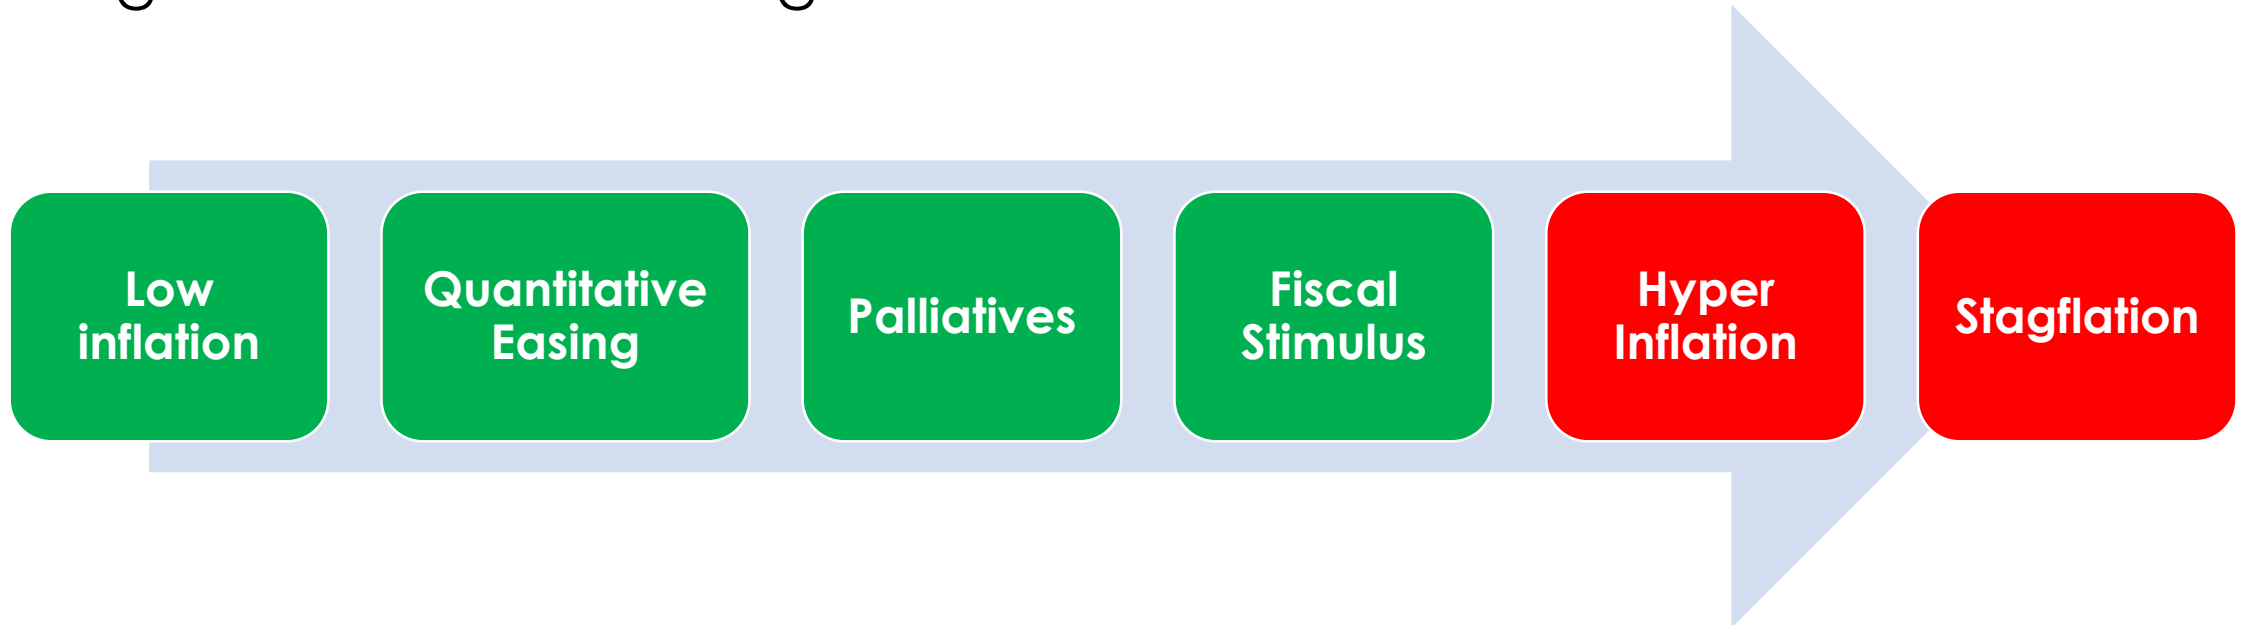 Low
inflation
Quantitative
Easing
Palliatives
Fiscal
Stimulus
Hyper
Inflation
Stagflation